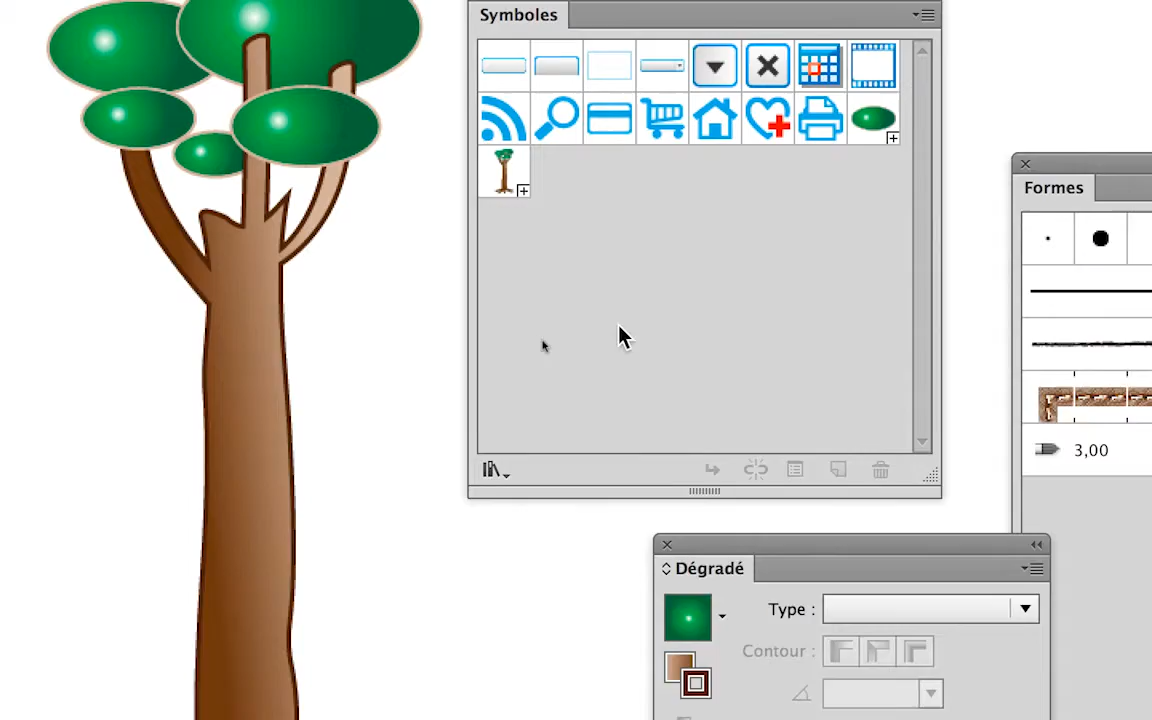 Symboles
Formes
3,00
Dégradé
Type :
Contour :